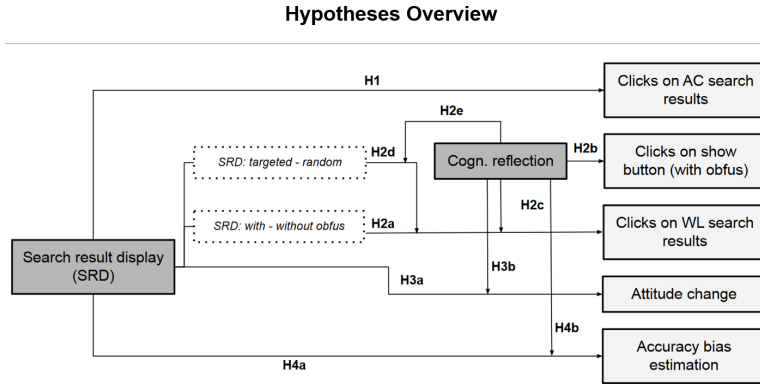 Hypotheses Overview
H1
Clicks on AC search
results
H2e
SRD: targeted - random
H2d
Cogn. reflection
H2b
Clicks on show
button (with obfus)
H2c
SRD: with - without obfus
H2a
Clicks on WL search
results
Search result display
(SRD)
H3b
H3a
Attitude change
H4b
H4a
Accuracy bias
estimation